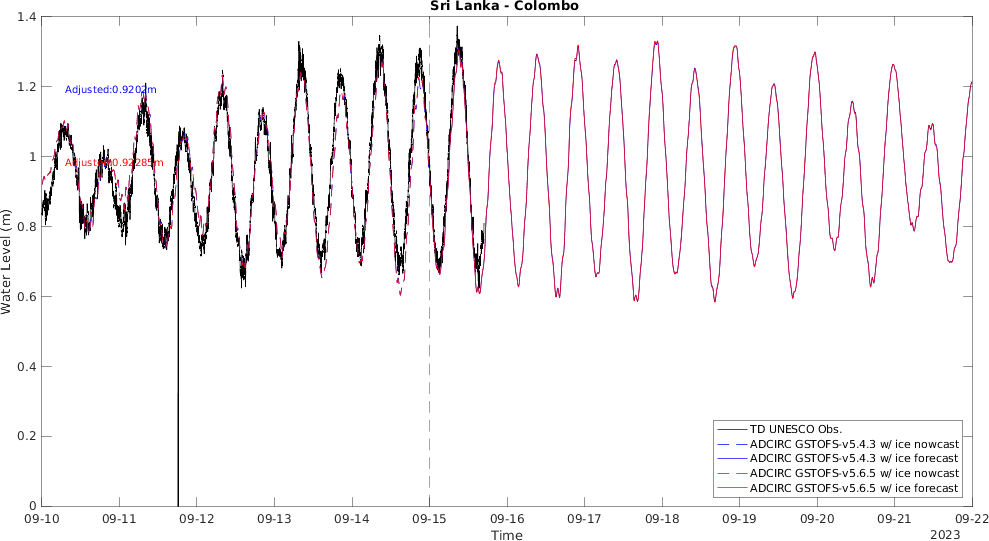 Sri Lanka - Colombo
1.4
1.2
1
0.8
0.6
0.4
0.2
0
Water Level (m)
Adjusted:0.9202m
Adjusted:0.92285m
TD UNESCO Obs.
ADCIRC GSTOFS-v5.4.3 w/ ice nowcast
ADCIRC GSTOFS-v5.4.3 w/ ice forecast
ADCIRC GSTOFS-v5.6.5 w/ ice nowcast
ADCIRC GSTOFS-v5.6.5 w/ ice forecast
09-10 09-11 09-12 09-13 09-14 09-15 09-16 09-17 09-18 09-19 09-20 09-21 09-22
Time
2023